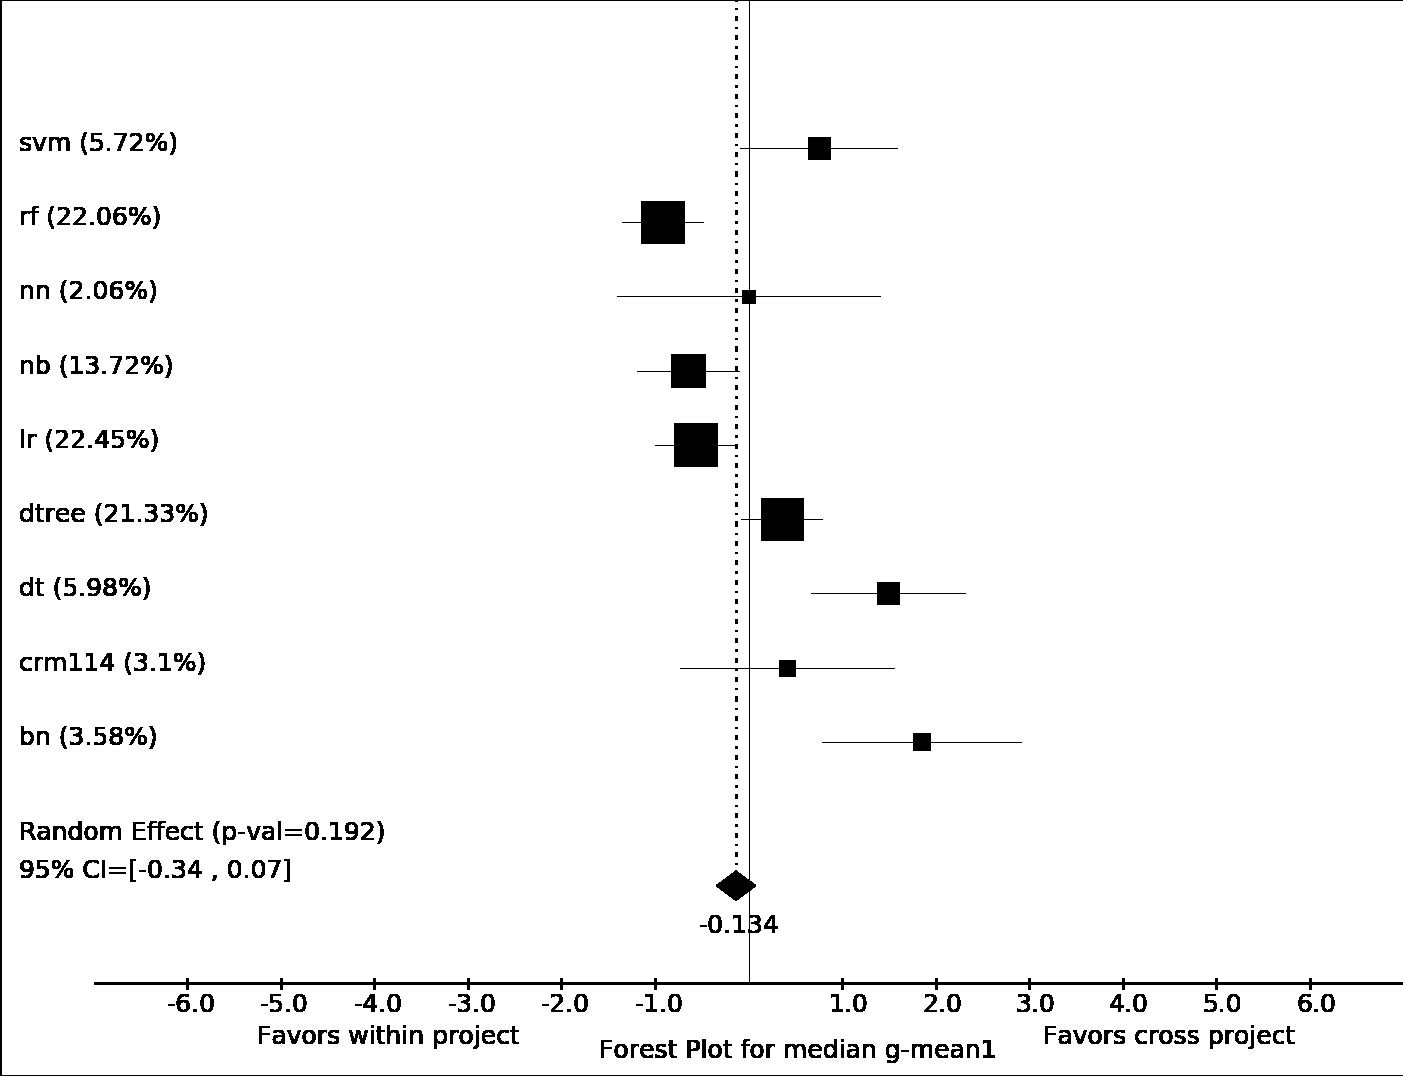 svm (5.72%)
rf (22.06%)
nn (2.06%)
nb (13.72%)
lr (22.45%)
dtree (21.33%)
dt (5.98%)
crm114 (3.1%)
bn (3.58%)
Random Effect (p-val=0.192)
95% CI=[-0.34 , 0.07]
-0.134
-6.0 -5.0 -4.0 -3.0 -2.0 -1.0 1.0 2.0 3.0 4.0 5.0 6.0
Favors within project Favors cross project
Forest Plot for median g-mean1